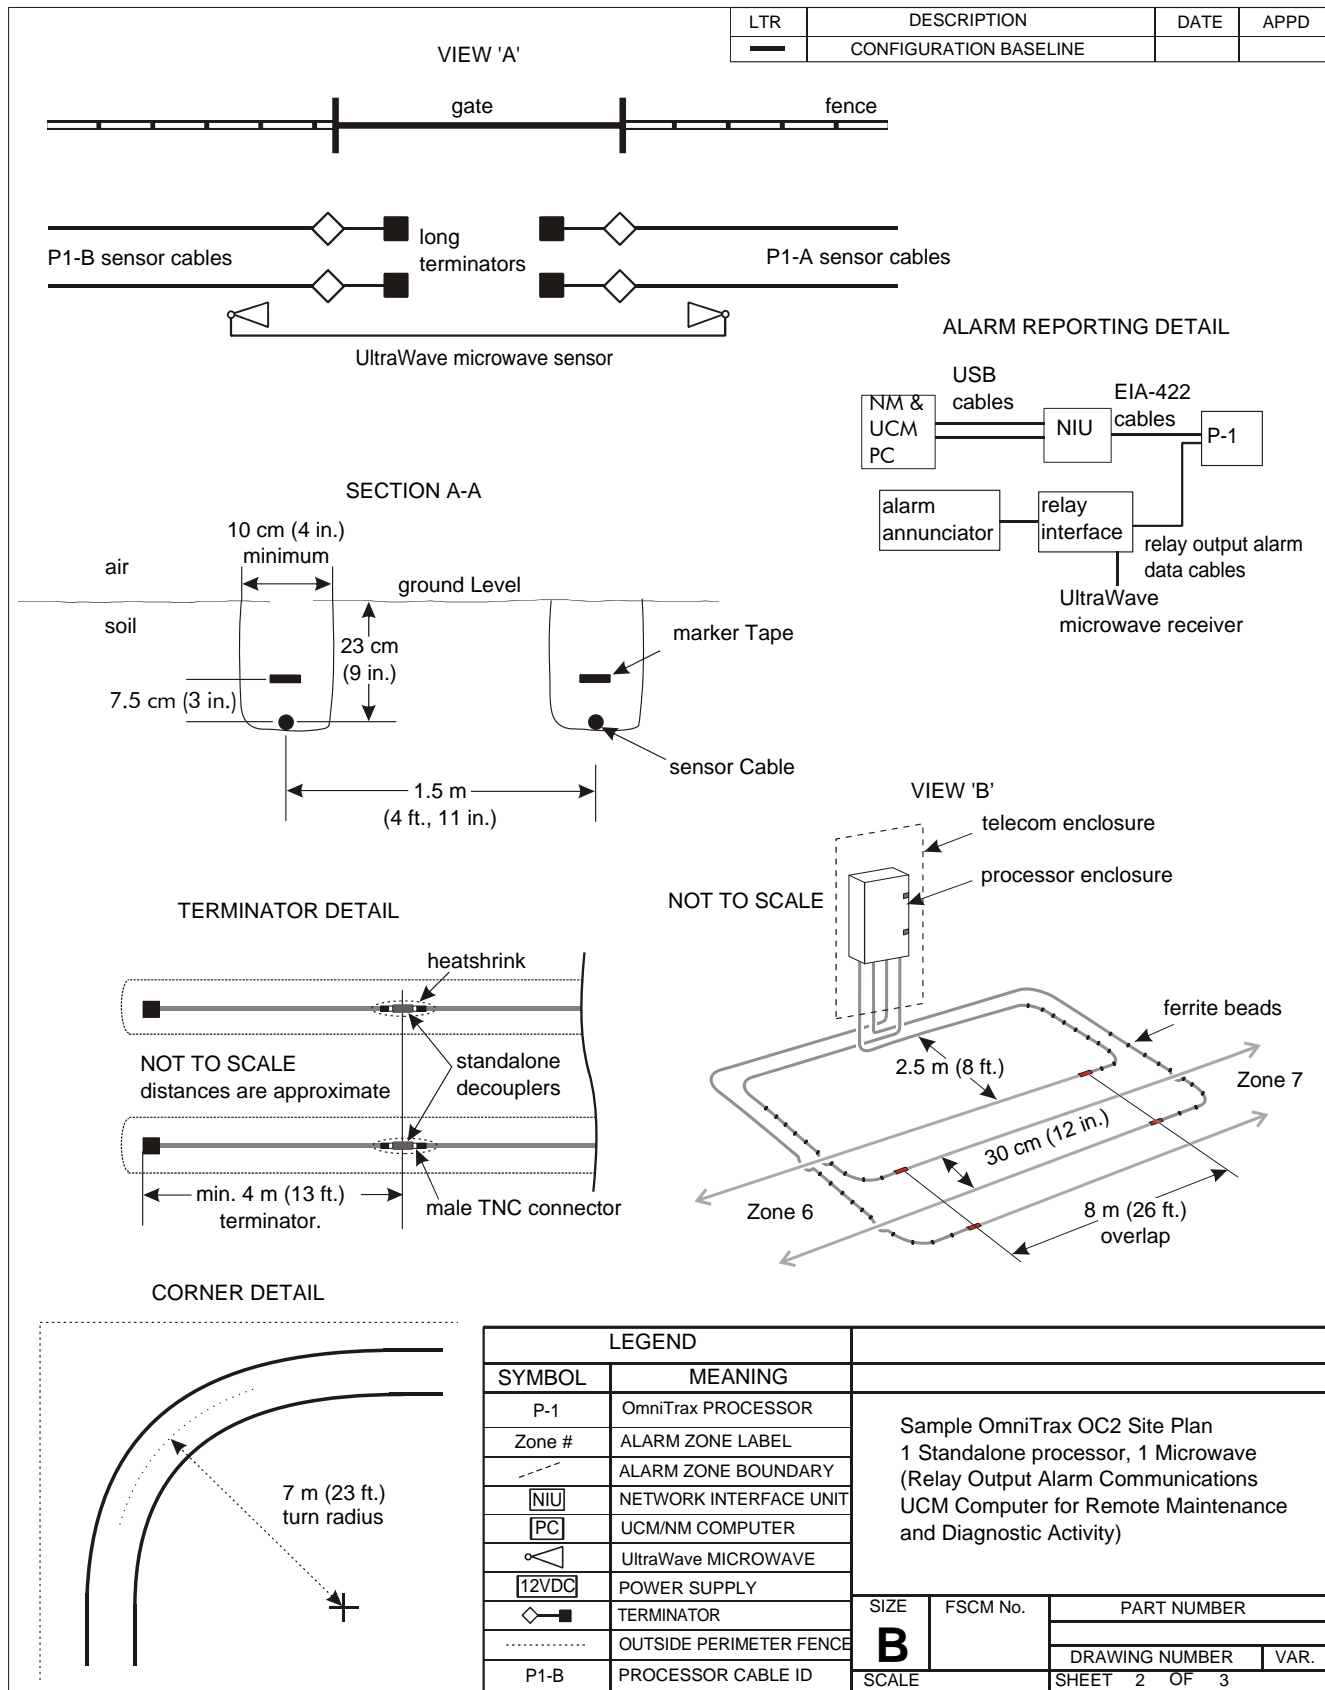 LTR DESCRIPTION DATE APPD
CONFIGURATION BASELINE
VIEW 'A'
gate
fence
P1-B sensor cables
long
terminators
P1-A sensor cables
UltraWave microwave sensor
ALARM REPORTING DETAIL
USB
cables
EIA-422
cables
NM &
UCM
PC
NIU
P-1
alarm
annunciator
relay
interface
relay output alarm
data cables
UltraWave
microwave receiver
SECTION A-A
10 cm (4 in.)
minimum
air
ground Level
soil
23 cm
(9 in.)
marker Tape
7.5 cm (3 in.)
sensor Cable
1.5 m
(4 ft., 11 in.)
VIEW 'B'
telecom enclosure
processor enclosure
NOT TO SCALE
ferrite beads
2.5 m (8 ft.)
Zone 7
30 cm (12 in.)
Zone 6
8 m (26 ft.)
overlap
TERMINATOR DETAIL
heatshrink
NOT TO SCALE
distances are approximate
standalone
decouplers
min. 4 m (13 ft.)
terminator.
male TNC connector
CORNER DETAIL
7 m (23 ft.)
turn radius
LEGEND
SYMBOL MEANING
P-1 OmniTrax PROCESSOR
Zone # ALARM ZONE LABEL
ALARM ZONE BOUNDARY
NIU NETWORK INTERFACE UNIT
PC UCM/NM COMPUTER
UltraWave MICROWAVE
12VDC POWER SUPPLY
TERMINATOR
OUTSIDE PERIMETER FENCE
P1-B PROCESSOR CABLE ID
Sample OmniTrax OC2 Site Plan
1 Standalone processor, 1 Microwave
(Relay Output Alarm Communications
UCM Computer for Remote Maintenance
and Diagnostic Activity)
SIZE FSCM No. PART NUMBER
B
DRAWING NUMBER VAR.
SCALE SHEET 2 OF 3